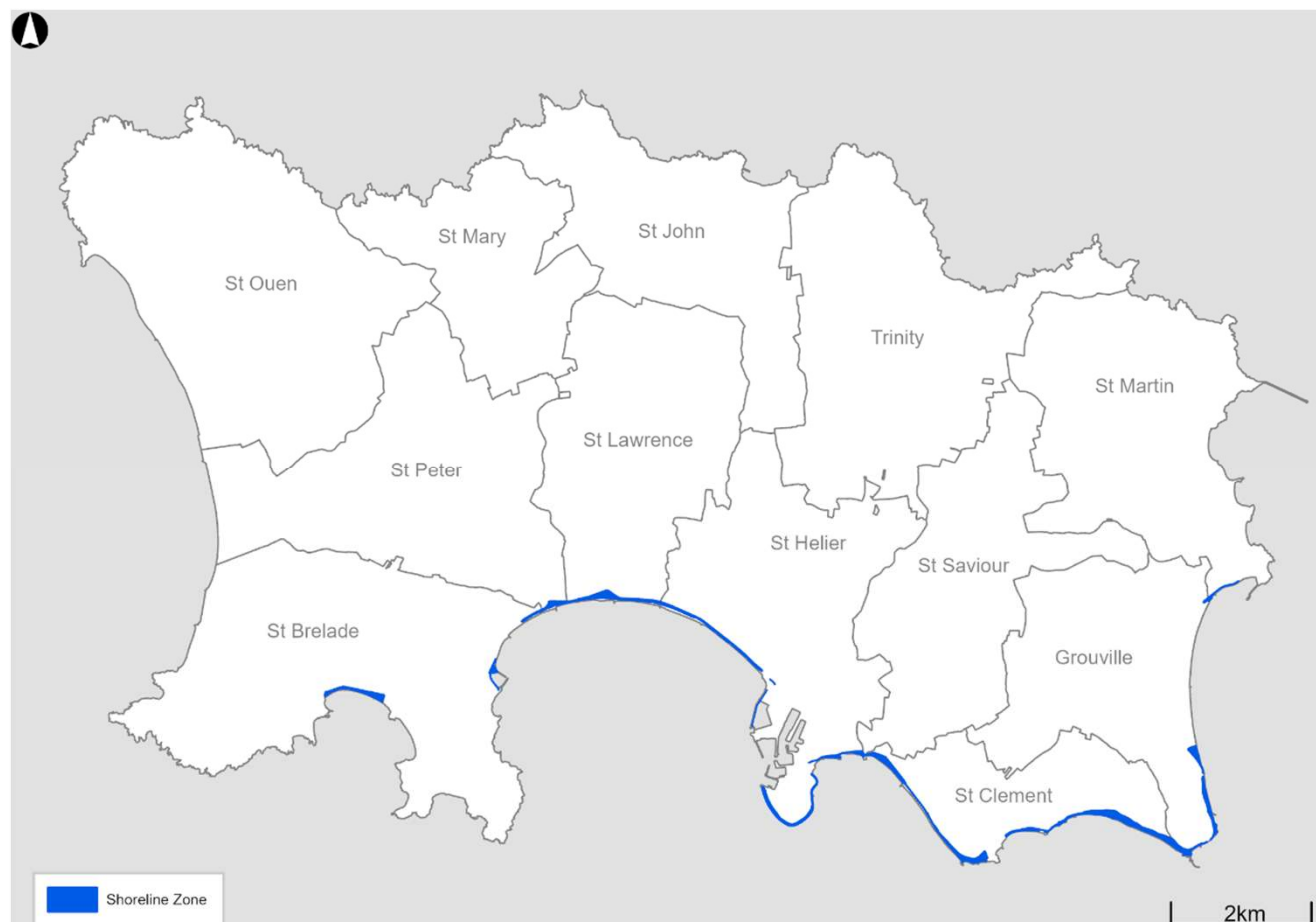 St Mary
St John
St Ouen
Trinity
St Martin
St Lawrence
St Peter
St Helier
St Saviour
St Brelade
Grouville
St Clement
Shoreline Zone
2km